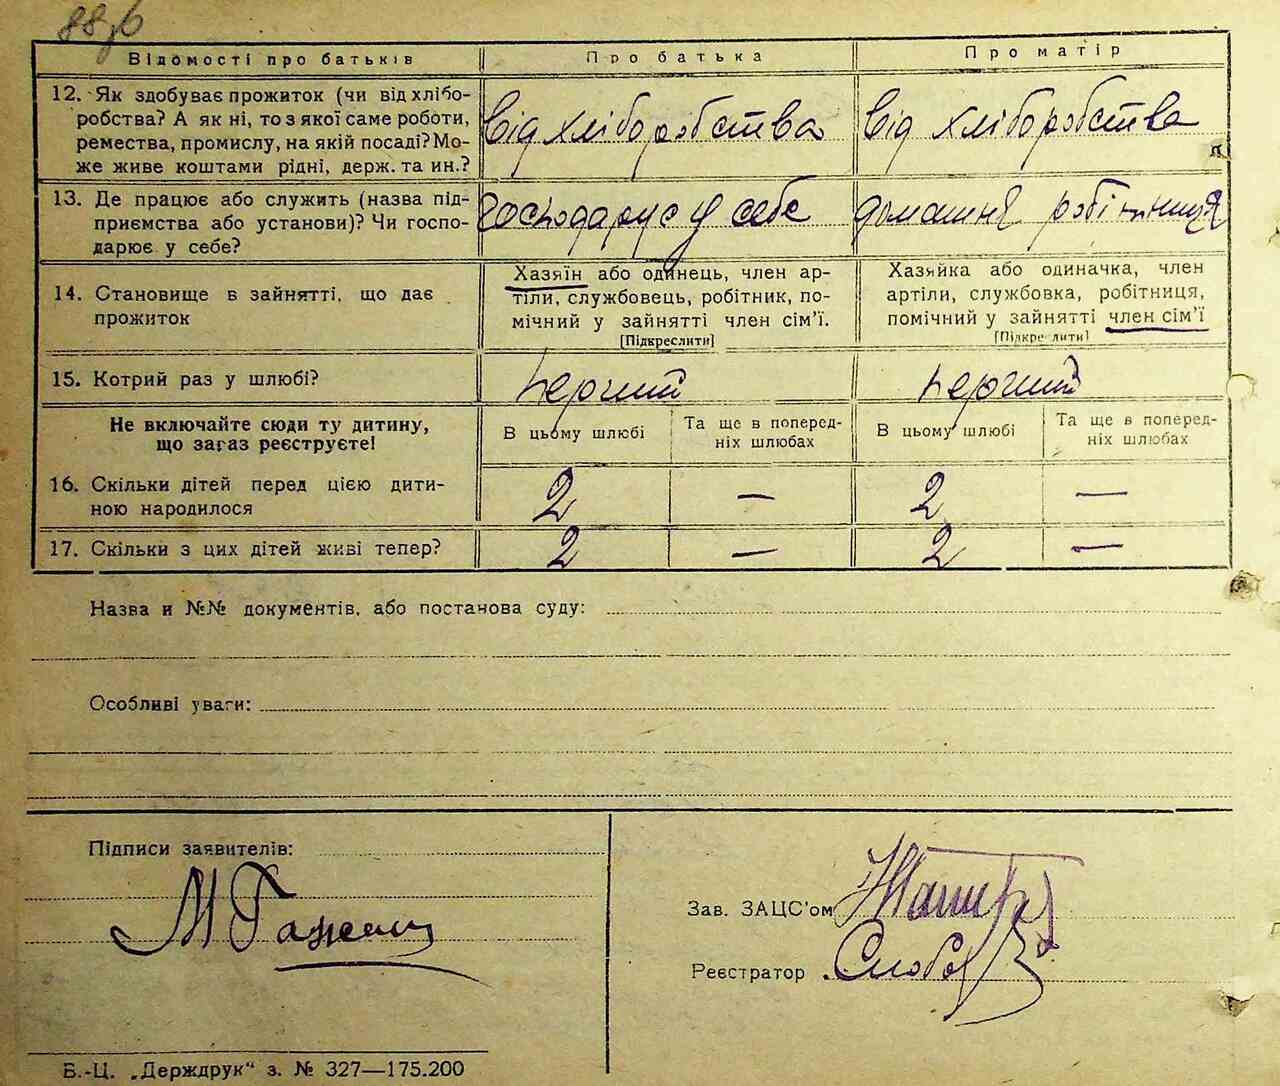 88зв
Відомості про батьків Про батька Про матір
12. Як здобуває прожиток (чи від хлібо- від хліборобства від хліборобства
робства? А як ні, то з якої саме роботи,
ремества, промислу, на якій посаді? Мо-
же живе коштами рідні, держ. та ин.?
13. Де працює або служить (назва під- господарує у себе домашня робітниця
приємства або установи)? Чи госпо-
дарює у себе?
14. Становище в зайнятті, що дає
прожиток
Хазяїн або одинець, член ар-
тіли, службовець, робітник, по-
мічний у зайнятті член сім'ї.
[Підкреслити]
Хазяйка або одиначка, член
артіли, службовка, робітниця,
помічний у зайнятті член сім'ї
[Підкреслити]
15. Котрий раз у шлюбі? перший перший
Не включайте сюди ту дитину,
що зараз реєструєте!
В цьому шлюбі
Та ще в поперед-
ніх шлюбах
В цьому шлюбі
Та ще в поперед-
ніх шлюбах
16. Скільки дітей перед цією дити- 2 — 2 —
ною народилося
17. Скільки з цих дітей живі тепер? 2 — 2 —
Назва и №№ документів, або постанова суду:
Особливі уваги:
Підписи заявителів:
Зав. ЗАЦС'ом
Реєстратор
Б.-Ц. „Держдрук" з. № 327—175.200